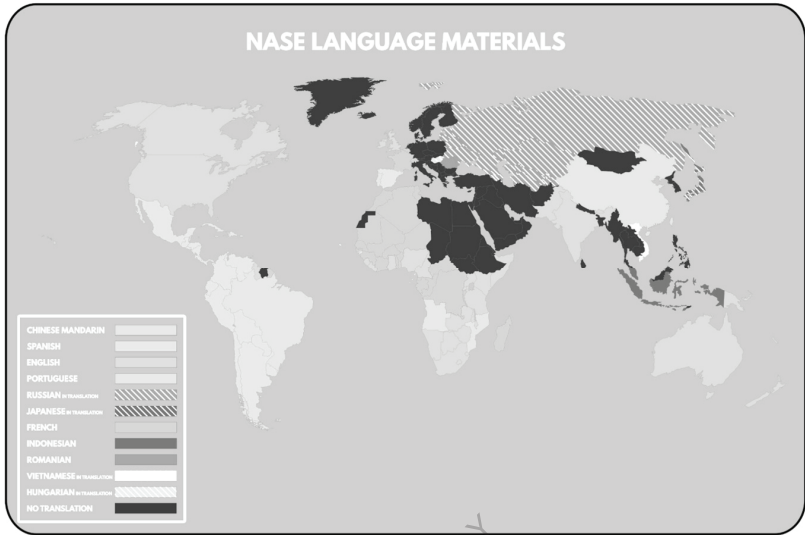 NASE LANGUAGE MATERIALS
CHINESE MANDARIN
SPANISH
ENGLISH
PORTUGUESE
RUSSIAN IN TRANSLATION
JAPANESE IN TRANSLATION
FRENCH
INDONESIAN
ROMANIAN
VIETNAMESE IN TRANSLATION
HUNGARIAN IN TRANSLATION
NO TRANSLATION